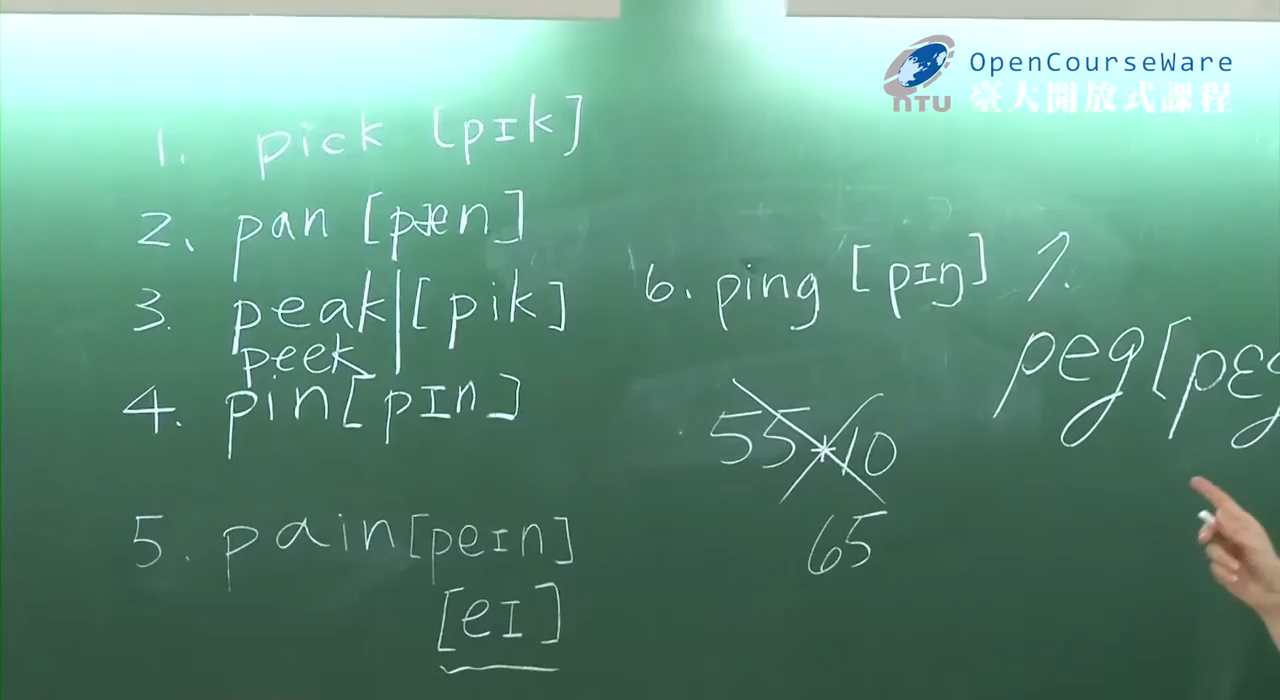 OpenCourseWare
NTU 臺大開放式課程
1. pick [pɪk]
2. pan [pæn]
3. peak [pik]
peek
4. pin [pɪn]
5. pain [peɪn]
[eɪ]
6. ping [pɪŋ]
7.
peg [pɛg
55 * 10
65